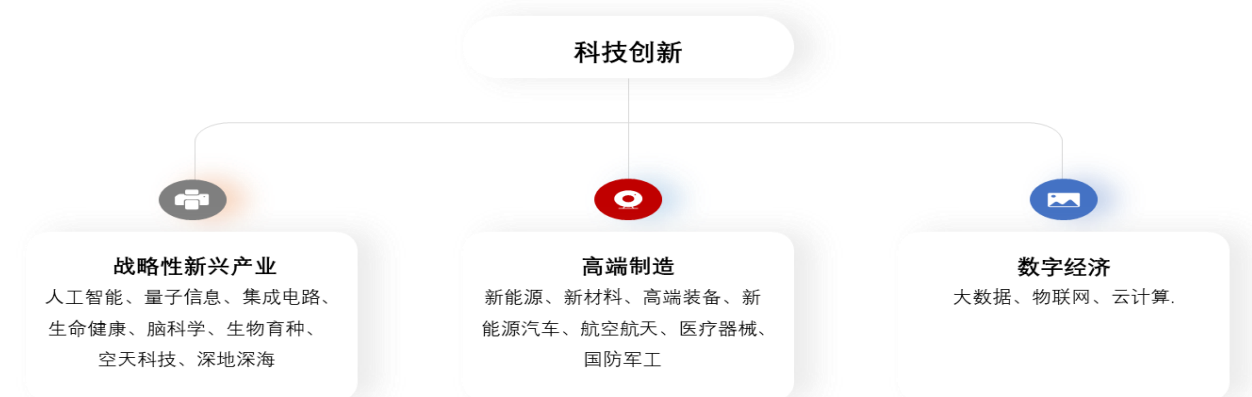 科技创新
战略性新兴产业
人工智能、量子信息、集成电路、
生命健康、脑科学、生物育种、
空天科技、深地深海
高端制造
新能源、新材料、高端装备、新
能源汽车、航空航天、医疗器械、
国防军工
数字经济
大数据、物联网、云计算.